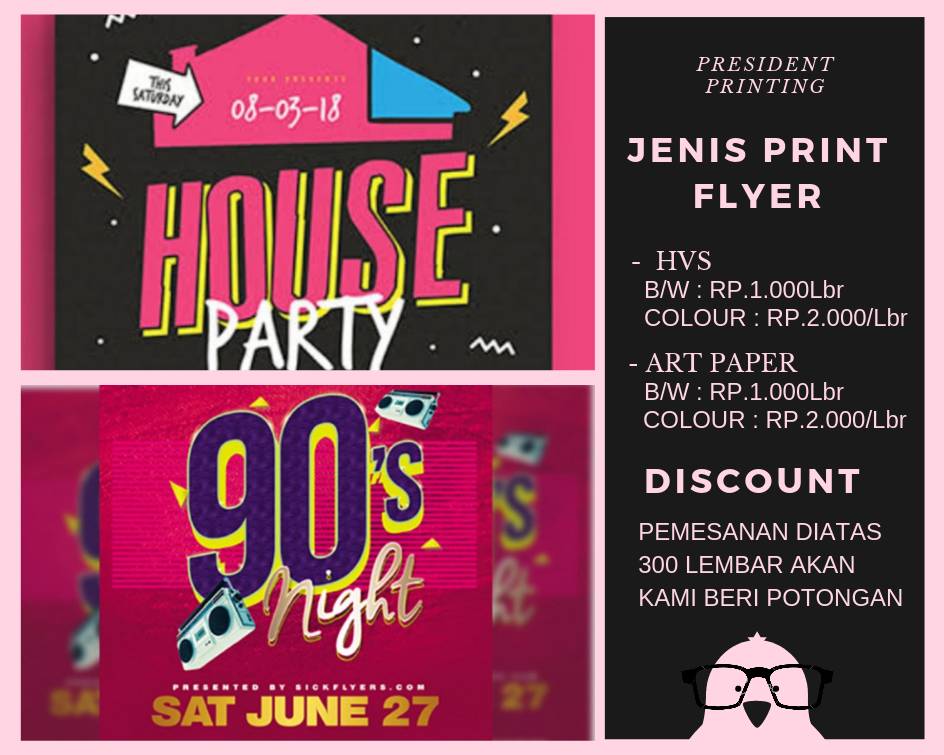 THIS
SATURDAY
YOUR PRESENTS
08-03-18
HOUSE
PARTY
90's
Night
PRESENTED BY SICKFLYERS.COM
SAT JUNE 27
PRESIDENT
PRINTING
JENIS PRINT
FLYER
- HVS
B/W : RP.1.000Lbr
COLOUR : RP.2.000/Lbr
- ART PAPER
B/W : RP.1.000Lbr
COLOUR : RP.2.000/Lbr
DISCOUNT
PEMESANAN DIATAS
300 LEMBAR AKAN
KAMI BERI POTONGAN